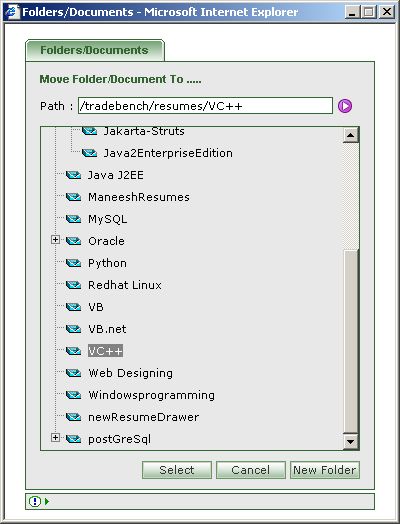 Folders/Documents - Microsoft Internet Explorer
Folders/Documents
Move Folder/Document To .....
Path : /tradebench/resumes/VC++
Jakarta-Struts
Java2EnterpriseEdition
Java J2EE
ManeeshResumes
MySQL
Oracle
Python
Redhat Linux
VB
VB.net
VC++
Web Designing
Windowsprogramming
newResumeDrawer
postGreSql
Select Cancel New Folder